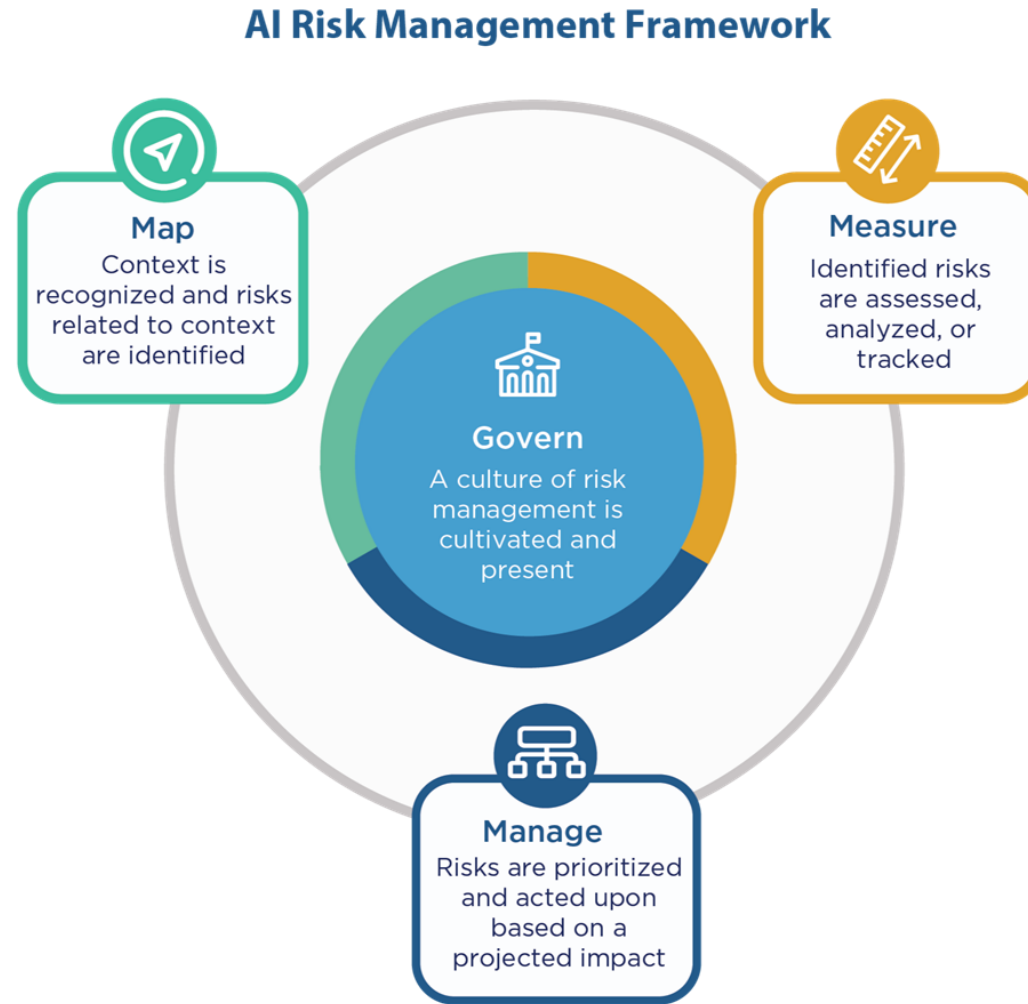 AI Risk Management Framework
Map
Context is
recognized and risks
related to context
are identified
Measure
Identified risks
are assessed,
analyzed, or
tracked
Govern
A culture of risk
management is
cultivated and
present
Manage
Risks are prioritized
and acted upon
based on a
projected impact